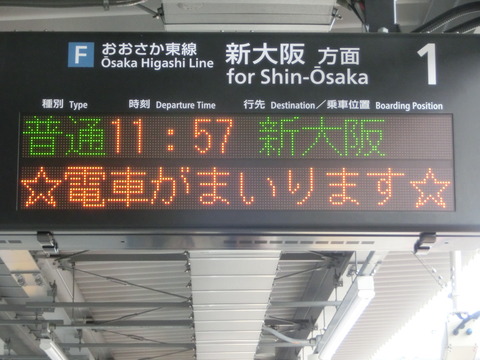 F おおさか東線 新大阪 方面 1
Ōsaka Higashi Line for Shin-Ōsaka
種別 Type 時刻 Departure Time 行先 Destination／乗車位置 Boarding Position
普通 11:57 新大阪
☆電車がまいります☆